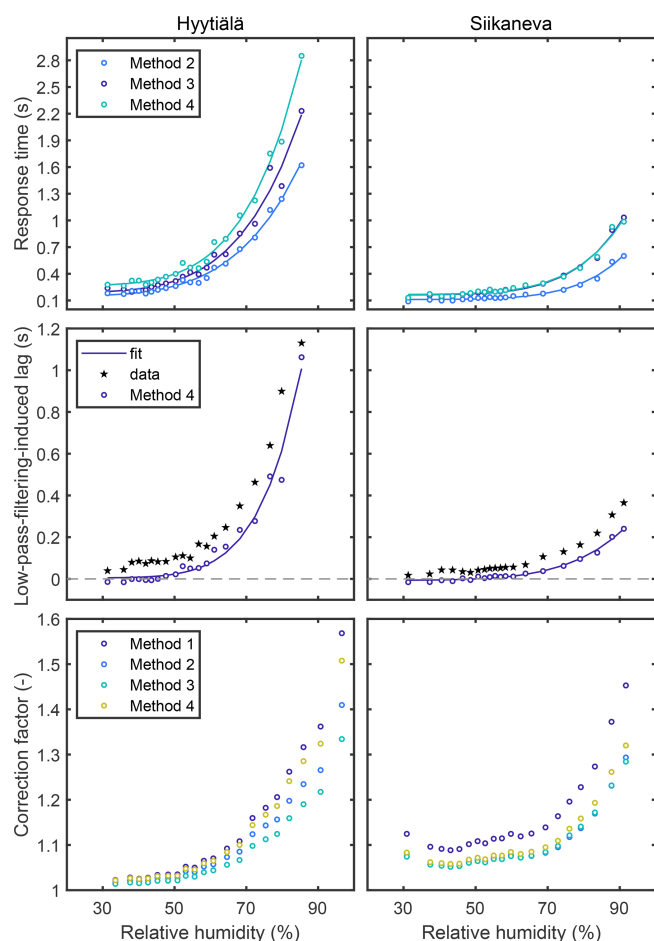 Hyytiälä
Siikaneva
Response time (s)
2.8
2.5
2.2
1.9
1.6
1.3
1
0.7
0.4
0.1
Method 2
Method 3
Method 4
Low-pass-filtering-induced lag (s)
1.2
1
0.8
0.6
0.4
0.2
0
fit
data
Method 4
Correction factor (-)
1.6
1.5
1.4
1.3
1.2
1.1
1
Method 1
Method 2
Method 3
Method 4
30
50
70
90
30
50
70
90
Relative humidity (%)
Relative humidity (%)